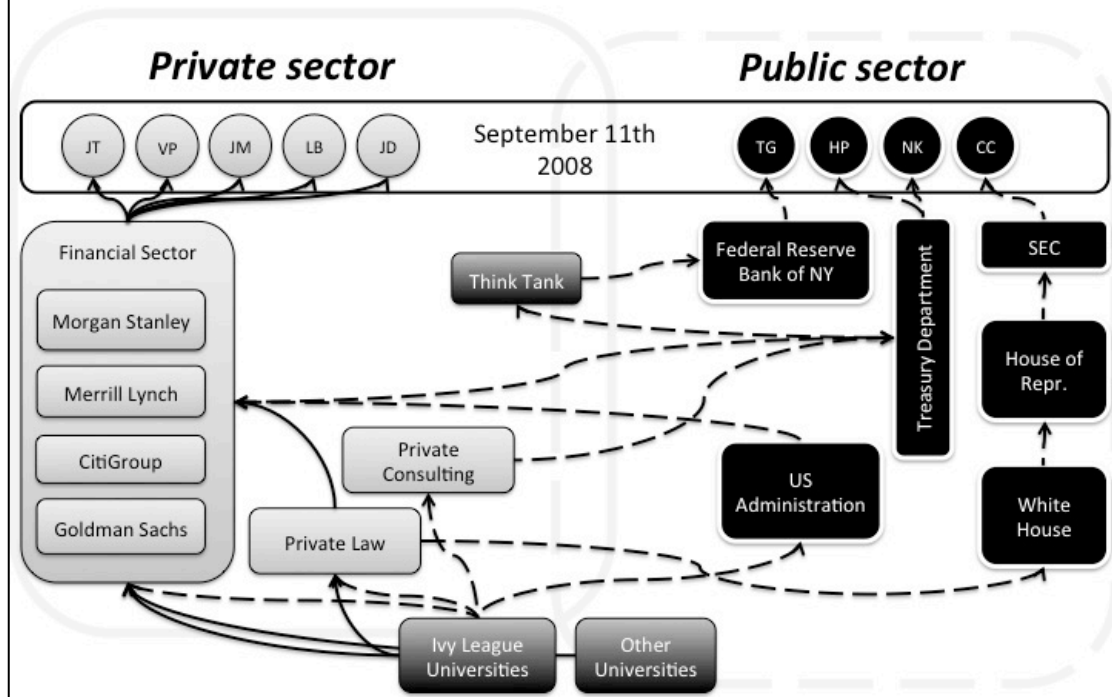 Private sector
Public sector
JT
VP
JM
LB
JD
September 11th
2008
TG
HP
NK
CC
Financial Sector
Morgan Stanley
Merrill Lynch
CitiGroup
Goldman Sachs
Think Tank
Federal Reserve
Bank of NY
Treasury Department
SEC
House of
Repr.
Private
Consulting
US
Administration
White
House
Private Law
Ivy League
Universities
Other
Universities